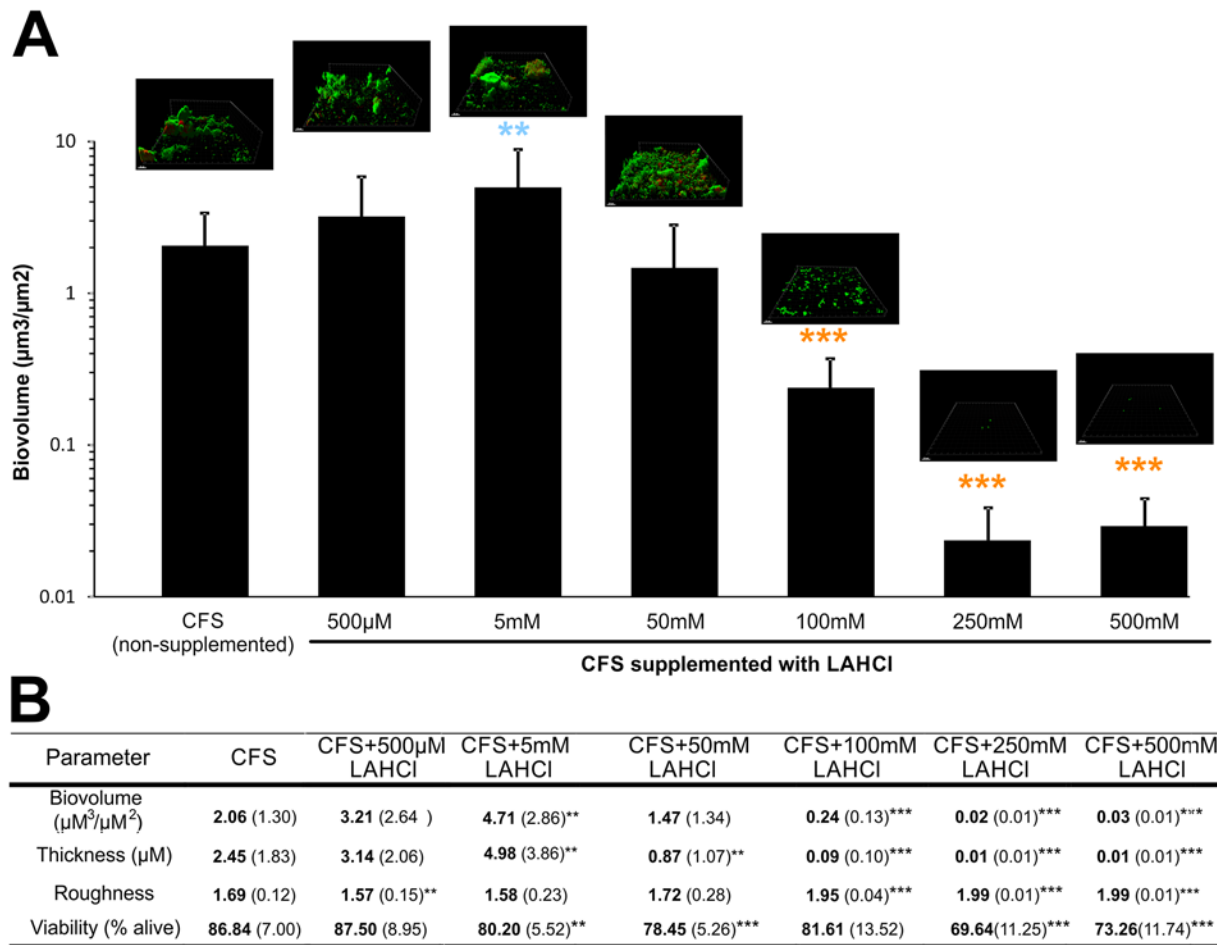 A
**
***
***
***
10
1
0.1
0.01
Biovolume (µm3/µm2)
CFS
(non-supplemented)
500µM
5mM
50mM
100mM
250mM
500mM
CFS supplemented with LAHCl
B
Parameter CFS CFS+500µM LAHCl CFS+5mM LAHCl CFS+50mM LAHCl CFS+100mM LAHCl CFS+250mM LAHCl CFS+500mM LAHCl
Biovolume (µM³/µM²) 2.06 (1.30) 3.21 (2.64 ) 4.71 (2.86)** 1.47 (1.34) 0.24 (0.13)*** 0.02 (0.01)*** 0.03 (0.01)***
Thickness (µM) 2.45 (1.83) 3.14 (2.06) 4.98 (3.86)** 0.87 (1.07)** 0.09 (0.10)*** 0.01 (0.01)*** 0.01 (0.01)***
Roughness 1.69 (0.12) 1.57 (0.15)** 1.58 (0.23) 1.72 (0.28) 1.95 (0.04)*** 1.99 (0.01)*** 1.99 (0.01)***
Viability (% alive) 86.84 (7.00) 87.50 (8.95) 80.20 (5.52)** 78.45 (5.26)*** 81.61 (13.52) 69.64(11.25)*** 73.26(11.74)***